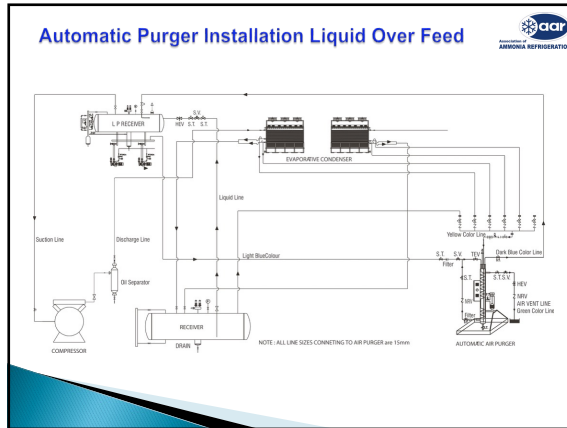 Automatic Purger Installation Liquid Over Feed
aar
Association of
AMMONIA REFRIGERATION
L P RECEIVER
S.V.
HEV S.T. S.T.
EVAPORATIVE CONDENSER
Liquid Line
Suction Line
Discharge Line
Yellow Color Line
Light BlueColour
Dark Blue Color Line
S.T. S.V. TEV
Filter
S.T.
S.T.S.V.
HEV
NRV
AIR VENT LINE
Green Color Line
Filter
Oil Separator
COMPRESSOR
RECEIVER
DRAIN
NOTE : ALL LINE SIZES CONNETING TO AIR PURGER are 15mm
AUTOMATIC AIR PURGER